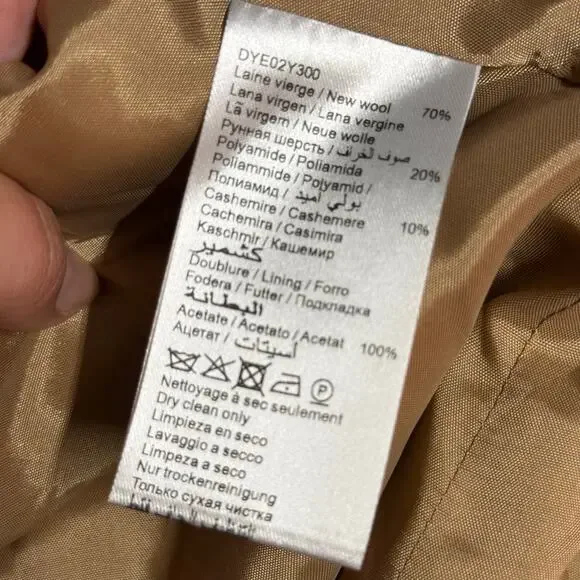 DYE02Y300
Laine vierge / New wool 70%
Lana virgen / Lana vergine
Lã virgem / Neue wolle
Рунная шерсть / صوف الخراف
Polyamide / Poliamida 20%
Poliammide / Polyamid /
Полиамид / بولي أميد
Cashemire / Cashemere 10%
Cachemira / Casimira
Kaschmir / Кашемир
كشمير
Doublure / Lining / Forro
Fodera / Futter / Подкладка
البطانة
Acetate / Acetato / Acetat 100%
Ацетат / أسيتات
P
Nettoyage à sec seulement
Dry clean only
Limpieza en seco
Lavaggio a secco
Limpeza a seco
Nur trockenreinigung
Только сухая чистка